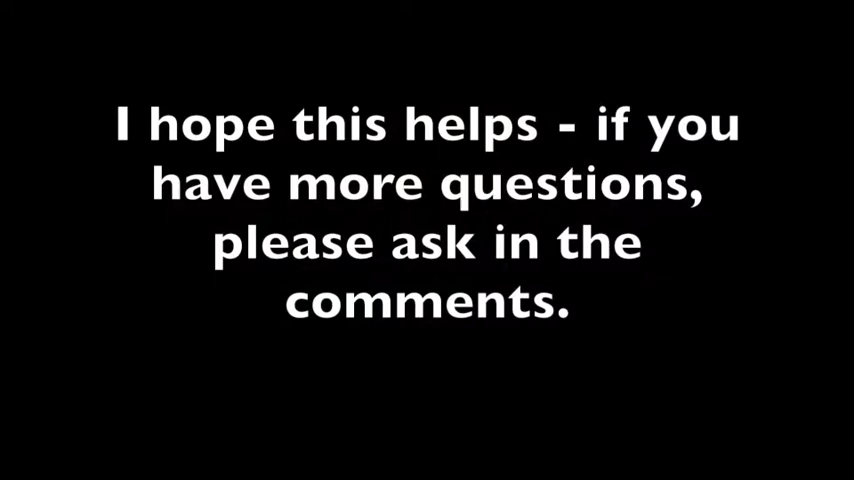 I hope this helps - if you
have more questions,
please ask in the
comments.